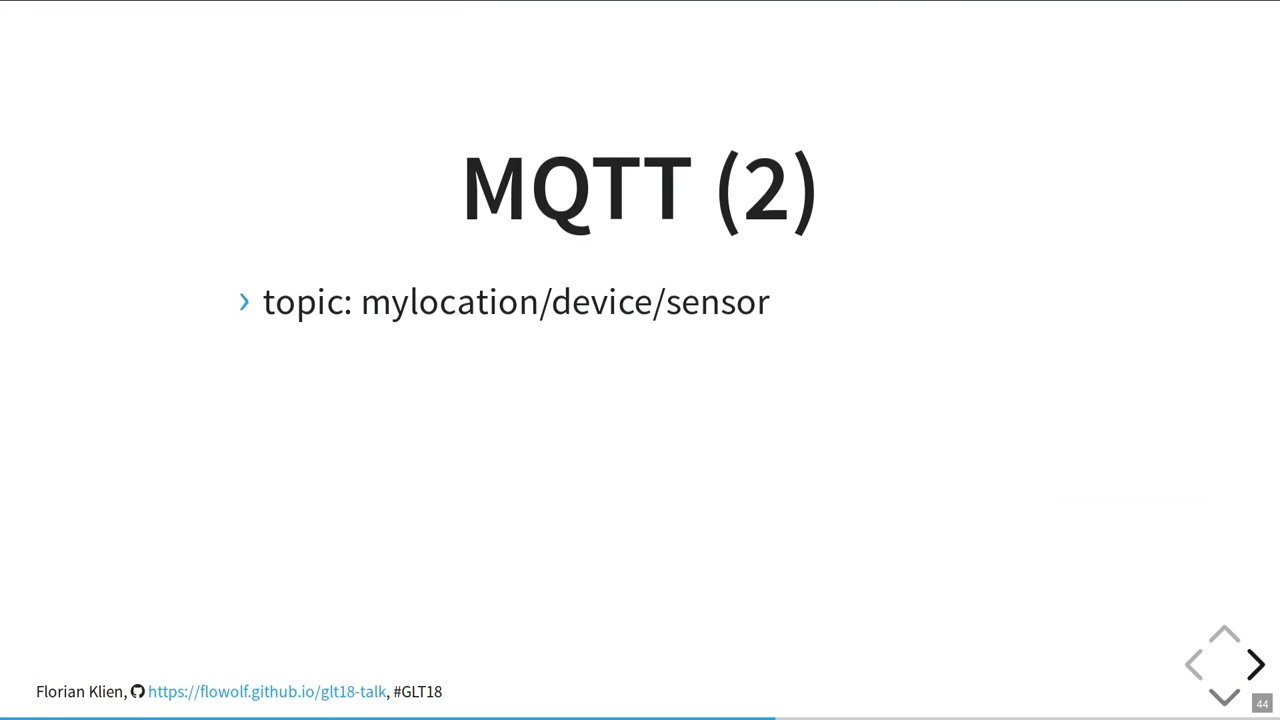 MQTT (2)
› topic: mylocation/device/sensor
Florian Klien, https://flowolf.github.io/glt18-talk, #GLT18
44